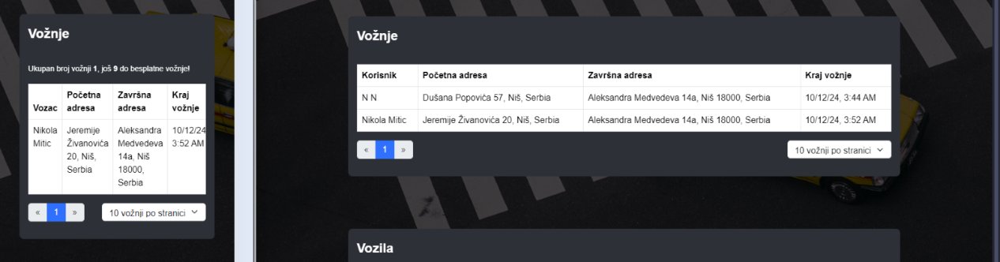 Vožnje
Ukupan broj vožnji 1, još 9 do besplatne vožnje!
Vozac Početna adresa Završna adresa Kraj vožnje
Nikola Mitic Jeremije Živanovića 20, Niš, Serbia Aleksandra Medvedeva 14a, Niš 18000, Serbia 10/12/24 3:52 AM
« 1 » 10 vožnji po stranici
Vožnje
Korisnik Početna adresa Završna adresa Kraj vožnje
N N Dušana Popovića 57, Niš, Serbia Aleksandra Medvedeva 14a, Niš 18000, Serbia 10/12/24, 3:44 AM
Nikola Mitic Jeremije Živanovića 20, Niš, Serbia Aleksandra Medvedeva 14a, Niš 18000, Serbia 10/12/24, 3:52 AM
« 1 » 10 vožnji po stranici
Vozila